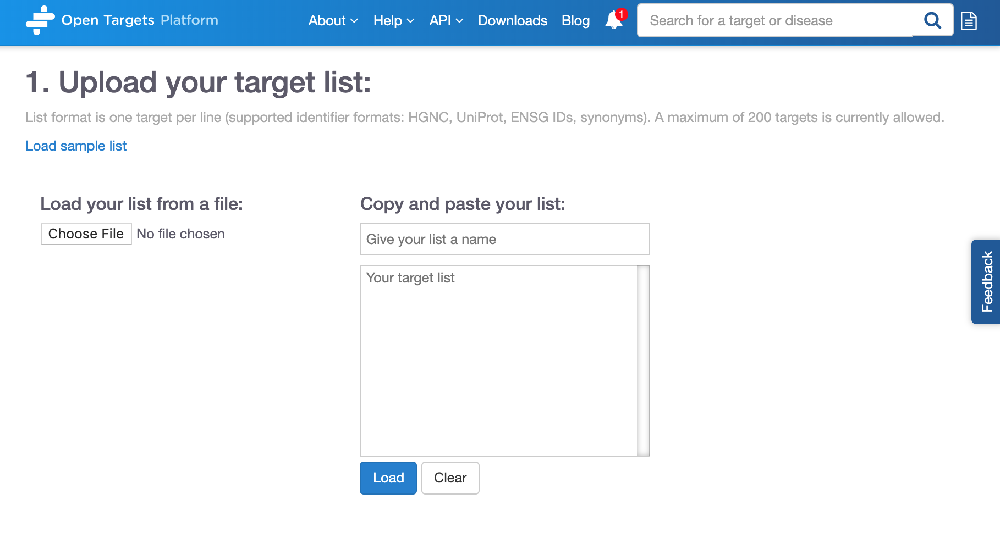 Open Targets Platform
About Help API Downloads Blog 1 Search for a target or disease
1. Upload your target list:
List format is one target per line (supported identifier formats: HGNC, UniProt, ENSG IDs, synonyms). A maximum of 200 targets is currently allowed.
Load sample list
Load your list from a file:
Choose File No file chosen
Copy and paste your list:
Give your list a name
Your target list
Load Clear
Feedback